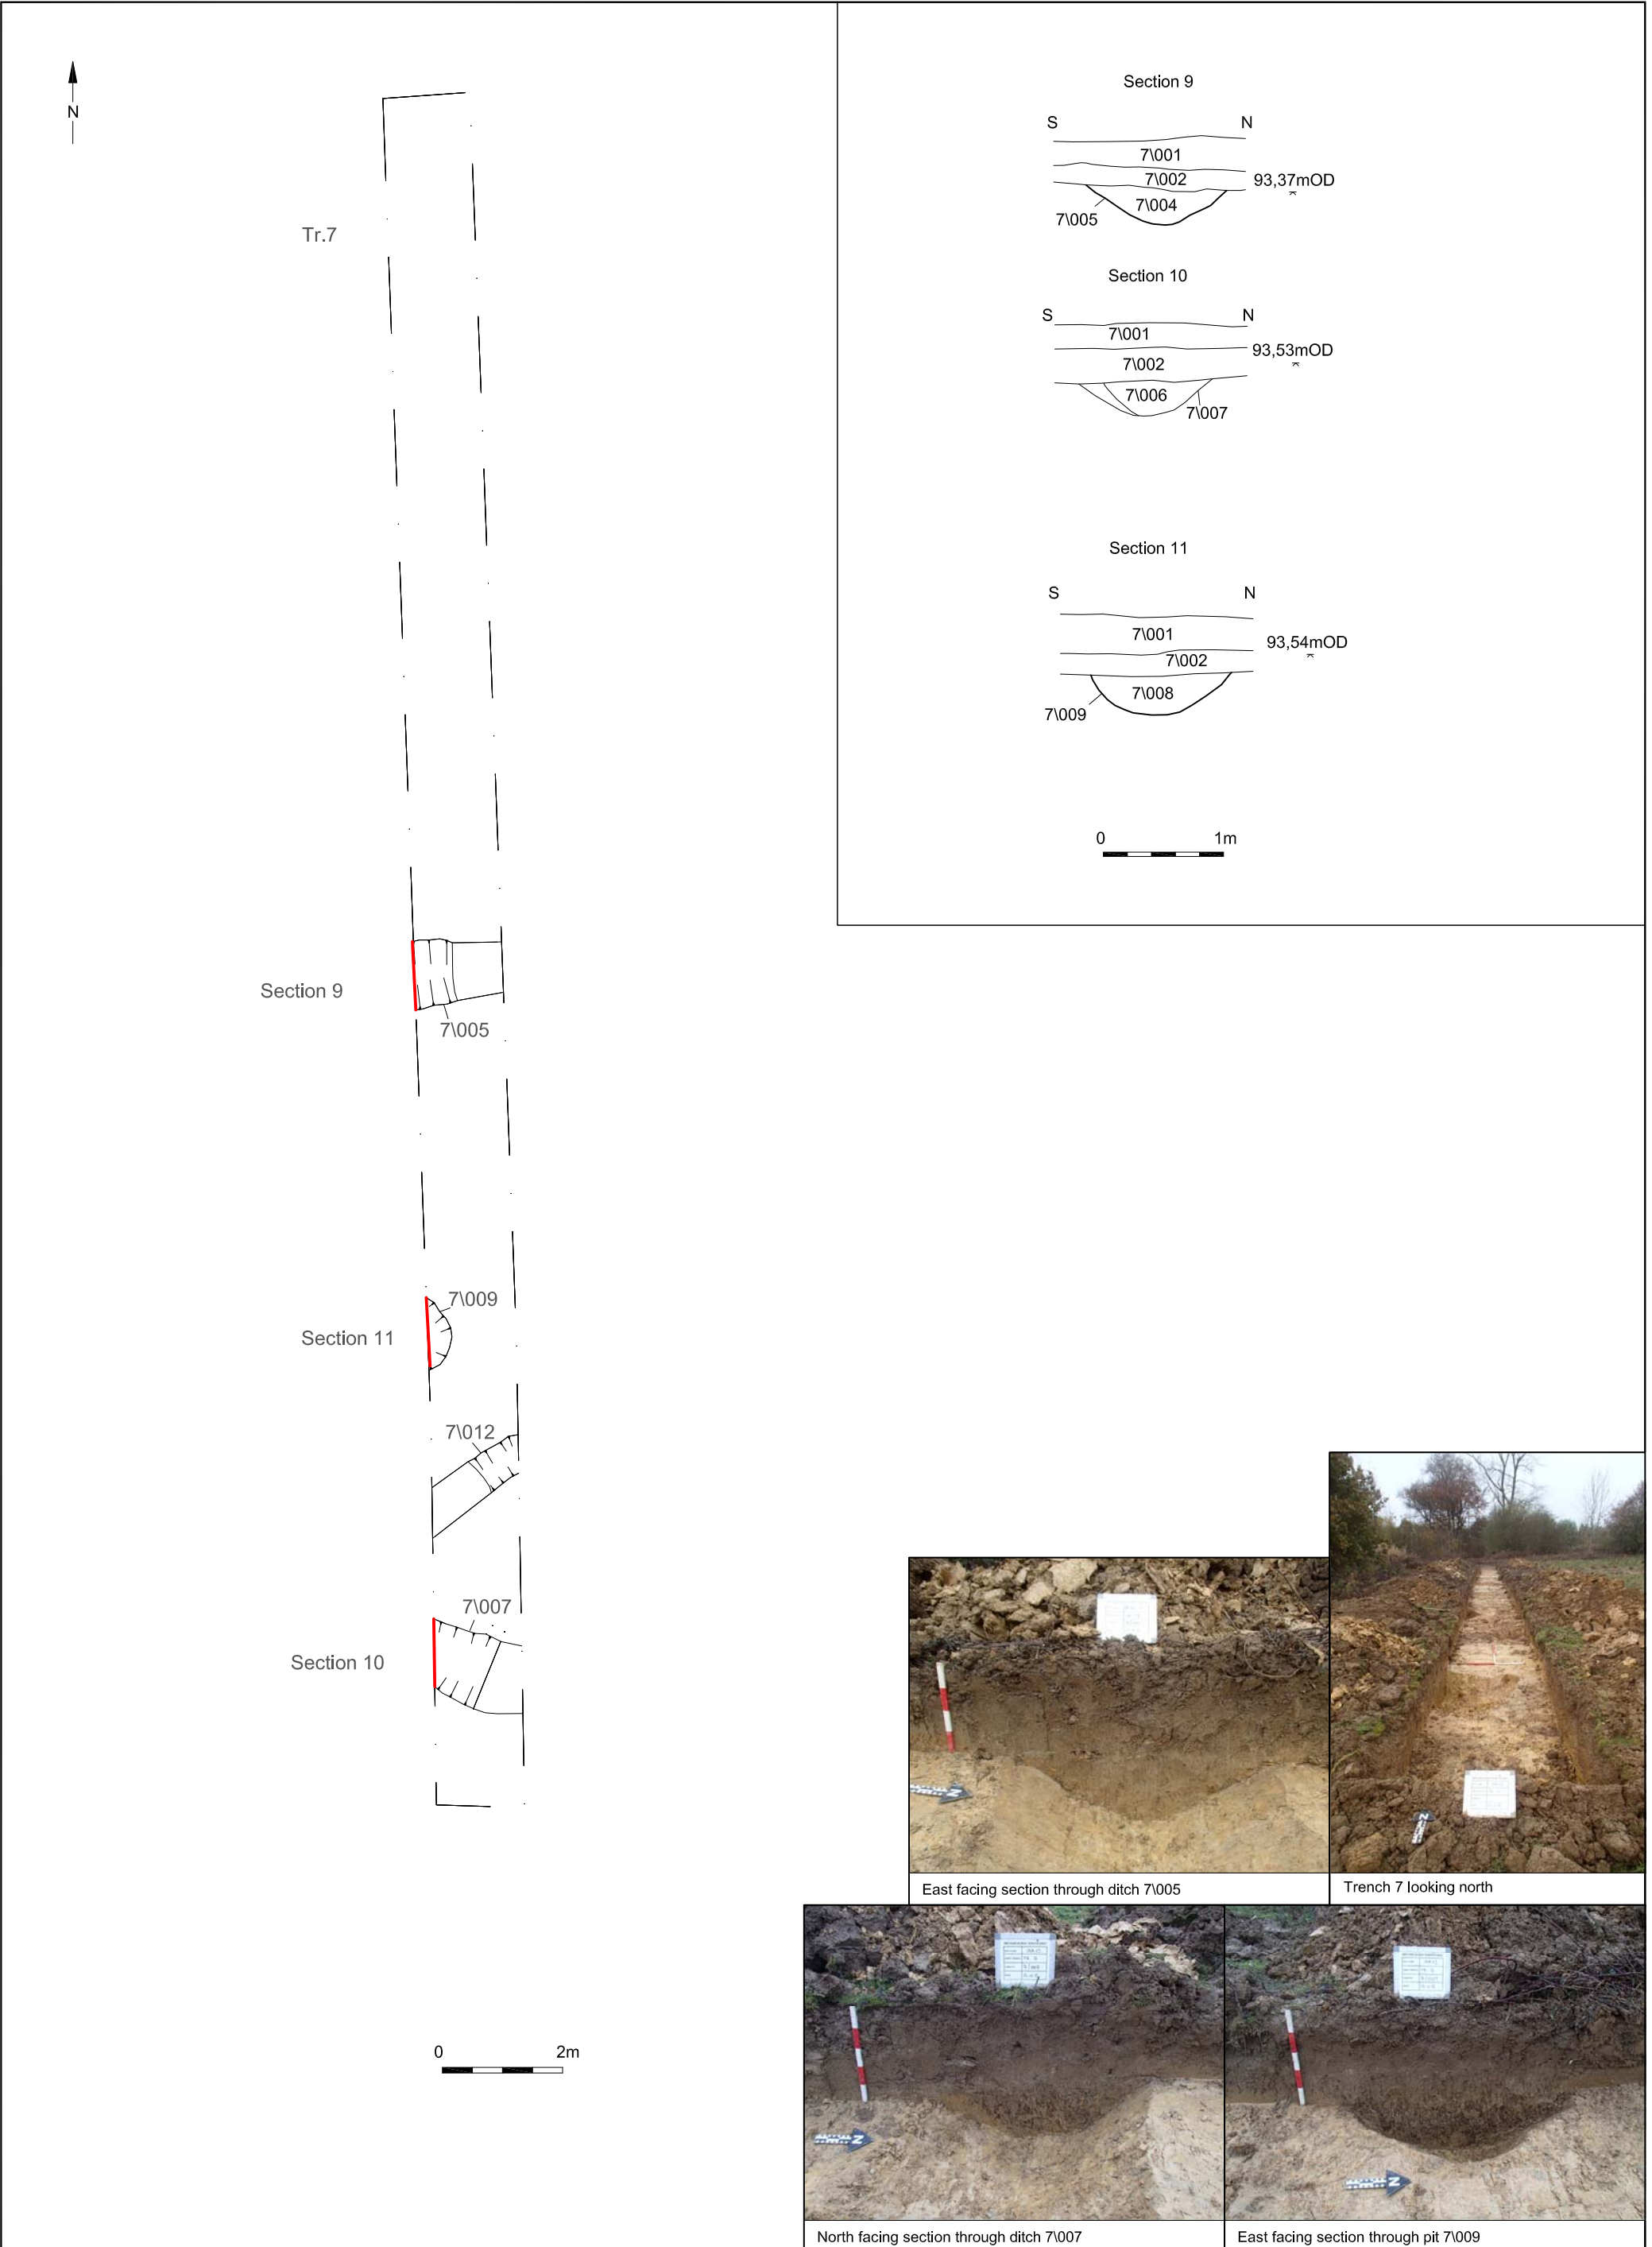 N
Tr.7
Section 9
7\005
7\009
Section 11
7\012
7\007
Section 10
0 2m
Section 9
S N
7\001
7\002
93,37mOD
7\004
7\005
Section 10
S N
7\001
93,53mOD
7\002
7\006
7\007
Section 11
S N
7\001
93,54mOD
7\002
7\008
7\009
0 1m
East facing section through ditch 7\005
Trench 7 looking north
North facing section through ditch 7\007
East facing section through pit 7\009